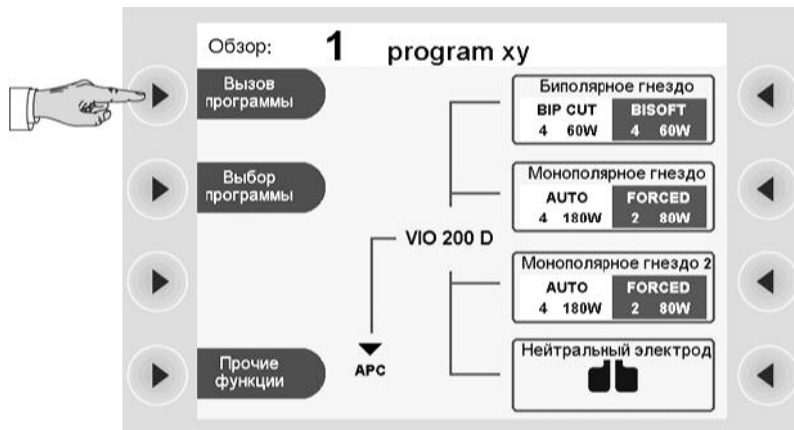 Обзор: 1 program xy
Вызов
программы
Выбор
программы
Прочие
функции
VIO 200 D
APC
Биполярное гнездо
BIP CUT BISOFT
4 60W 4 60W
Монополярное гнездо
AUTO FORCED
4 180W 2 80W
Монополярное гнездо 2
AUTO FORCED
4 180W 2 80W
Нейтральный электрод